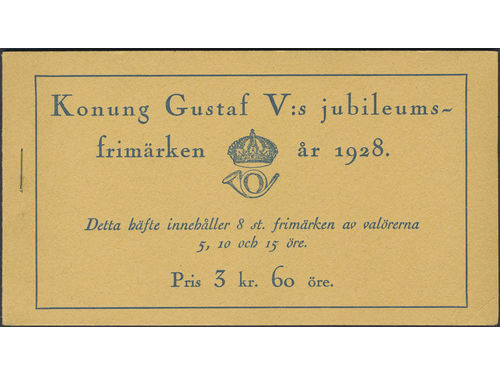 Konung Gustaf V:s jubileums-
frimärken år 1928.
Detta häfte innehåller 8 st. frimärken av valörerna
5, 10 och 15 öre.
Pris 3 kr. 60 öre.